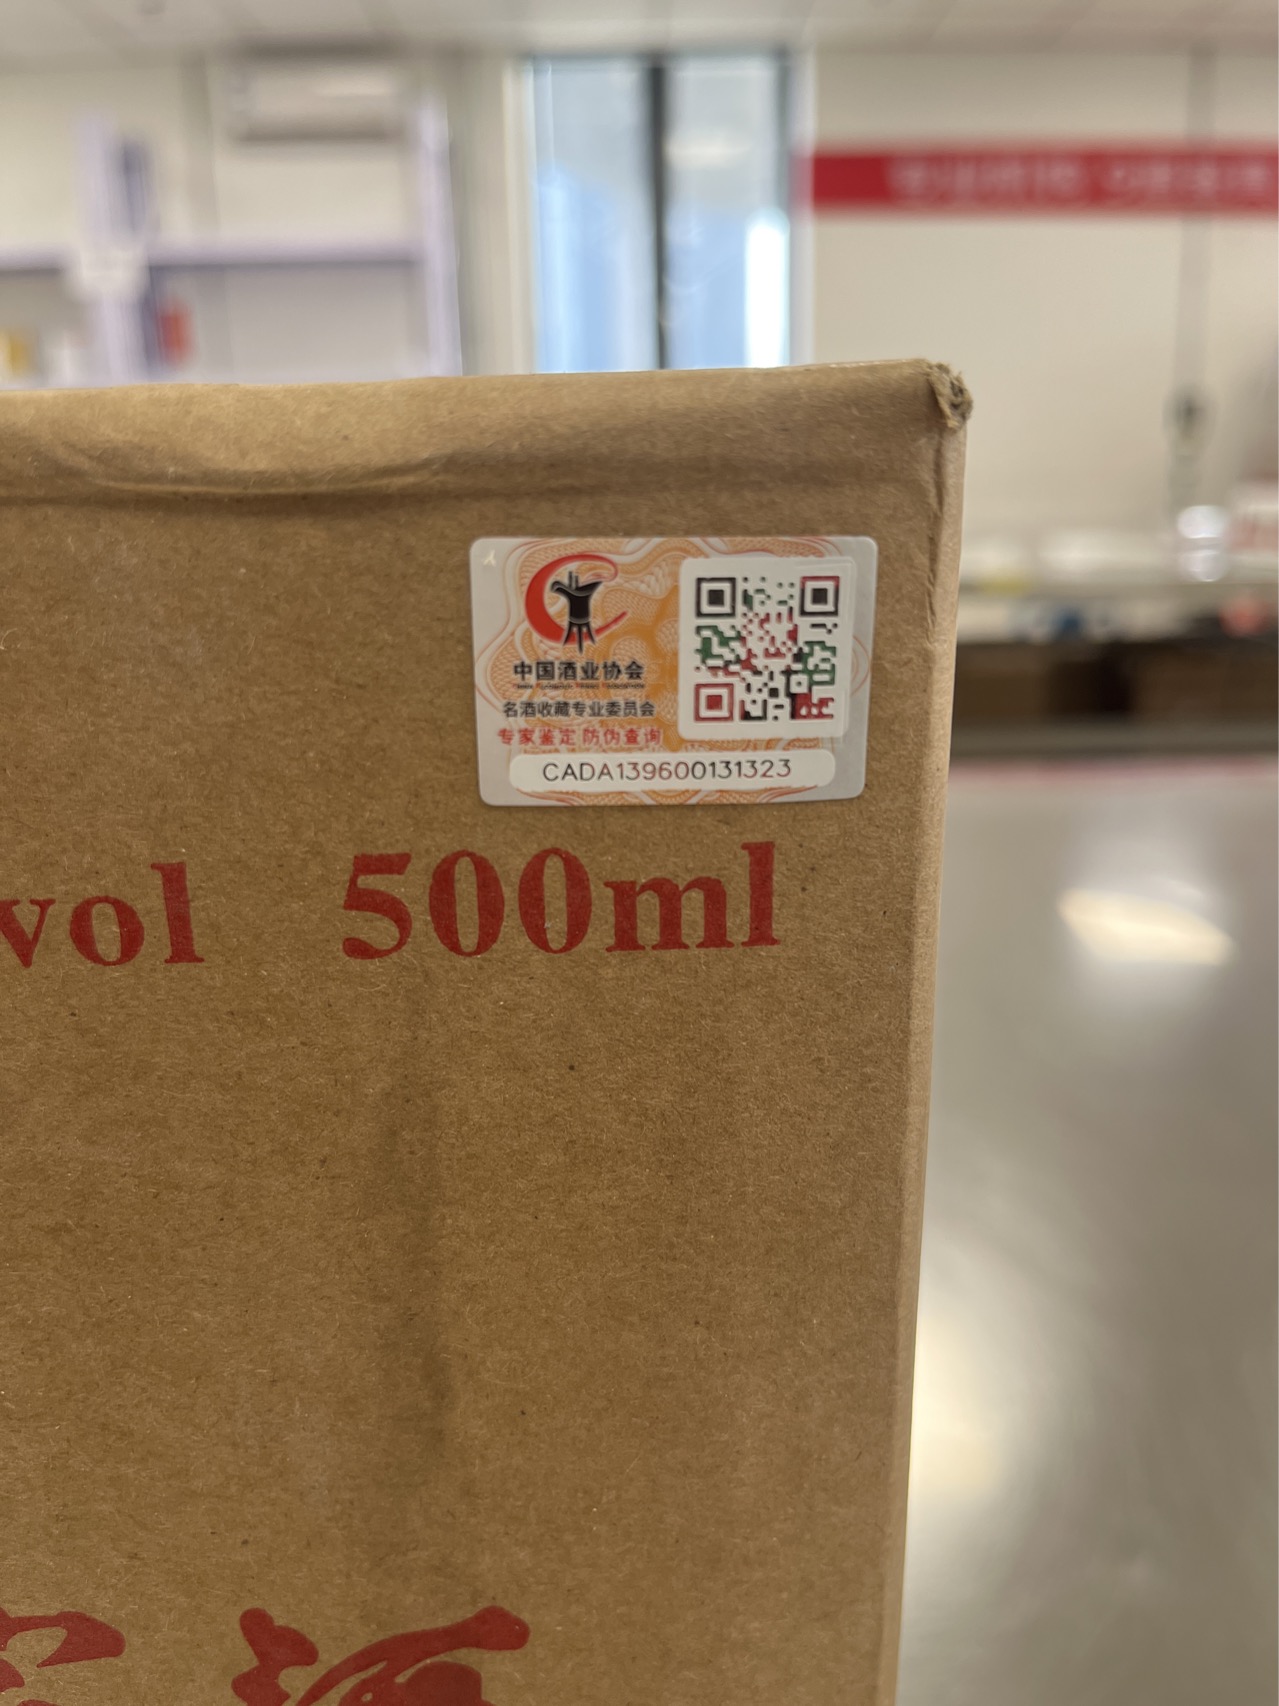 中国酒业协会
名酒收藏专业委员会
专家鉴定 防伪查询
CADA139600131323
vol 500ml
酒